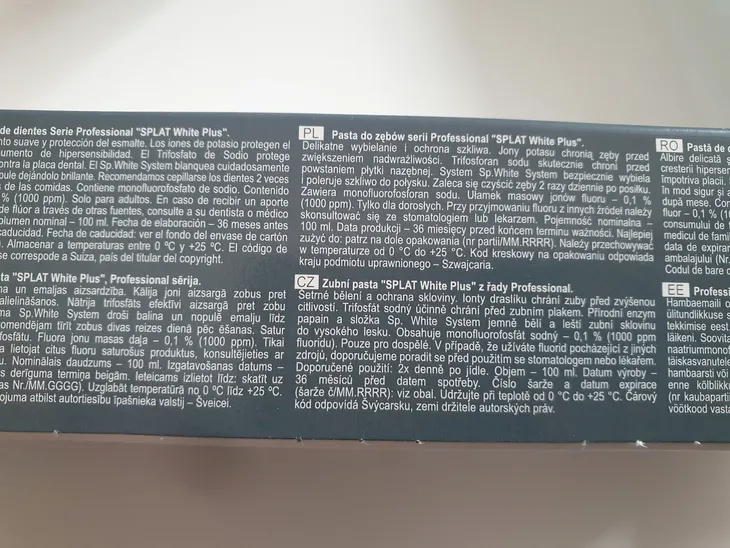 de dientes Serie Professional "SPLAT White Plus".
nto suave y protección del esmalte. Los iones de potasio protegen el
umento de hipersensibilidad. El Trifosfato de Sodio protege
ontra la placa dental. El Sp.White System blanquea cuidadosamente
pule dejándolo brillante. Recomendamos cepillarse los dientes 2 veces
s de las comidas. Contiene monofluorofosfato de sodio. Contenido
% (1000 ppm). Solo para adultos. En caso de recibir un aporte
de flúor a través de otras fuentes, consulte a su dentista o médico
olumen nominal – 100 ml. Fecha de elaboración – 36 meses antes
caducidad. Fecha de caducidad: ver el fondo del envase de cartón
). Almacenar a temperaturas entre 0 °C y +25 °C. El código de
se corresponde a Suiza, país del titular del copyright.
ta "SPLAT White Plus", Professional sērija.
na un emaljas aizsardzība. Kālija joni aizsargā zobus pret
alielināšanos. Nātrija trifosfāts efektīvi aizsargā pret zobu
ma Sp.White System droši balina un nopulē emalju līdz
omendējam tīrīt zobus divas reizes dienā pēc ēšanas. Satur
osfātu. Fluora jonu masas daļa – 0,1 % (1000 ppm). Tikai
a lietojat citus fluoru saturošus produktus, konsultējieties ar
u. Nominālais daudzums – 100 ml. Izgatavošanas datums –
s derīguma termiņa beigām. Ieteicams izlietot līdz: skatīt uz
as Nr./MM.GGGG). Uzglabāt temperatūrā no 0 °C līdz +25 °C.
ojuma atbilst autortiesību īpašnieka valstij – Šveicei.
PL Pasta do zębów serii Professional "SPLAT White Plus".
Delikatne wybielanie i ochrona szkliwa. Jony potasu chronią zęby przed
zwiększeniem nadwrażliwości. Trifosforan sodu skutecznie chroni przed
powstaniem płytki nazębnej. System Sp.White System bezpiecznie wybiela
i poleruje szkliwo do połysku. Zaleca się czyścić zęby 2 razy dziennie po posiłku.
Zawiera monofluorofosforan sodu. Ułamek masowy jonów fluoru – 0,1 %
(1000 ppm). Tylko dla dorosłych. Przy przyjmowaniu fluoru z innych źródeł należy
skonsultować się ze stomatologiem lub lekarzem. Pojemność nominalna –
100 ml. Data produkcji – 36 miesięcy przed końcem terminu ważności. Najlepiej
zużyć do: patrz na dole opakowania (nr partii/MM.RRRR). Należy przechowywać
w temperaturze od 0 °C do +25 °C. Kod kreskowy na opakowaniu odpowiada
kraju podmiotu uprawnionego – Szwajcaria.
CZ Zubní pasta "SPLAT White Plus" z řady Professional.
Šetrné bělení a ochrana skloviny. Ionty draslíku chrání zuby před zvýšenou
citlivostí. Trifosfát sodný účinně chrání před zubním plakem. Přírodní enzym
papain a složka Sp. White System jemně bělí a leští zubní sklovinu
do vysokého lesku. Obsahuje monofluorofosfát sodný – 0,1 % (1000 ppm
fluoridu). Pouze pro dospělé. V případě, že užíváte fluorid pocházející z jiných
zdrojů, doporučujeme poradit se před použitím se stomatologem nebo lékařem.
Doporučené použití: 2x denně po jídle. Objem – 100 ml. Datum výroby –
36 měsíců před datem spotřeby. Číslo šarže a datum expirace
(šarže č/MM.RRRR): viz obal. Udržujte při teplotě od 0 °C do +25 °C. Čárový
kód odpovídá Švýcarsku, zemi držitele autorských práv.
RO Pastă de d
Albire delicată ș
creșterii hipersen
împotriva plăcii.
în mod sigur și a
după mese. Con
fluor – 0,1 % (10
consumului de f
medicul de fami
data de expirar
ambalajului (Nr.
Codul de bare d
EE Professi
Hambaemaili o
ülitundlikkuse s
tekkimise eest.
läikeni. Soovita
naatriummonof
täiskasvanutele
hambaarsti või
enne kõlblikku
(nr kaubaparti
vöötkood vasta